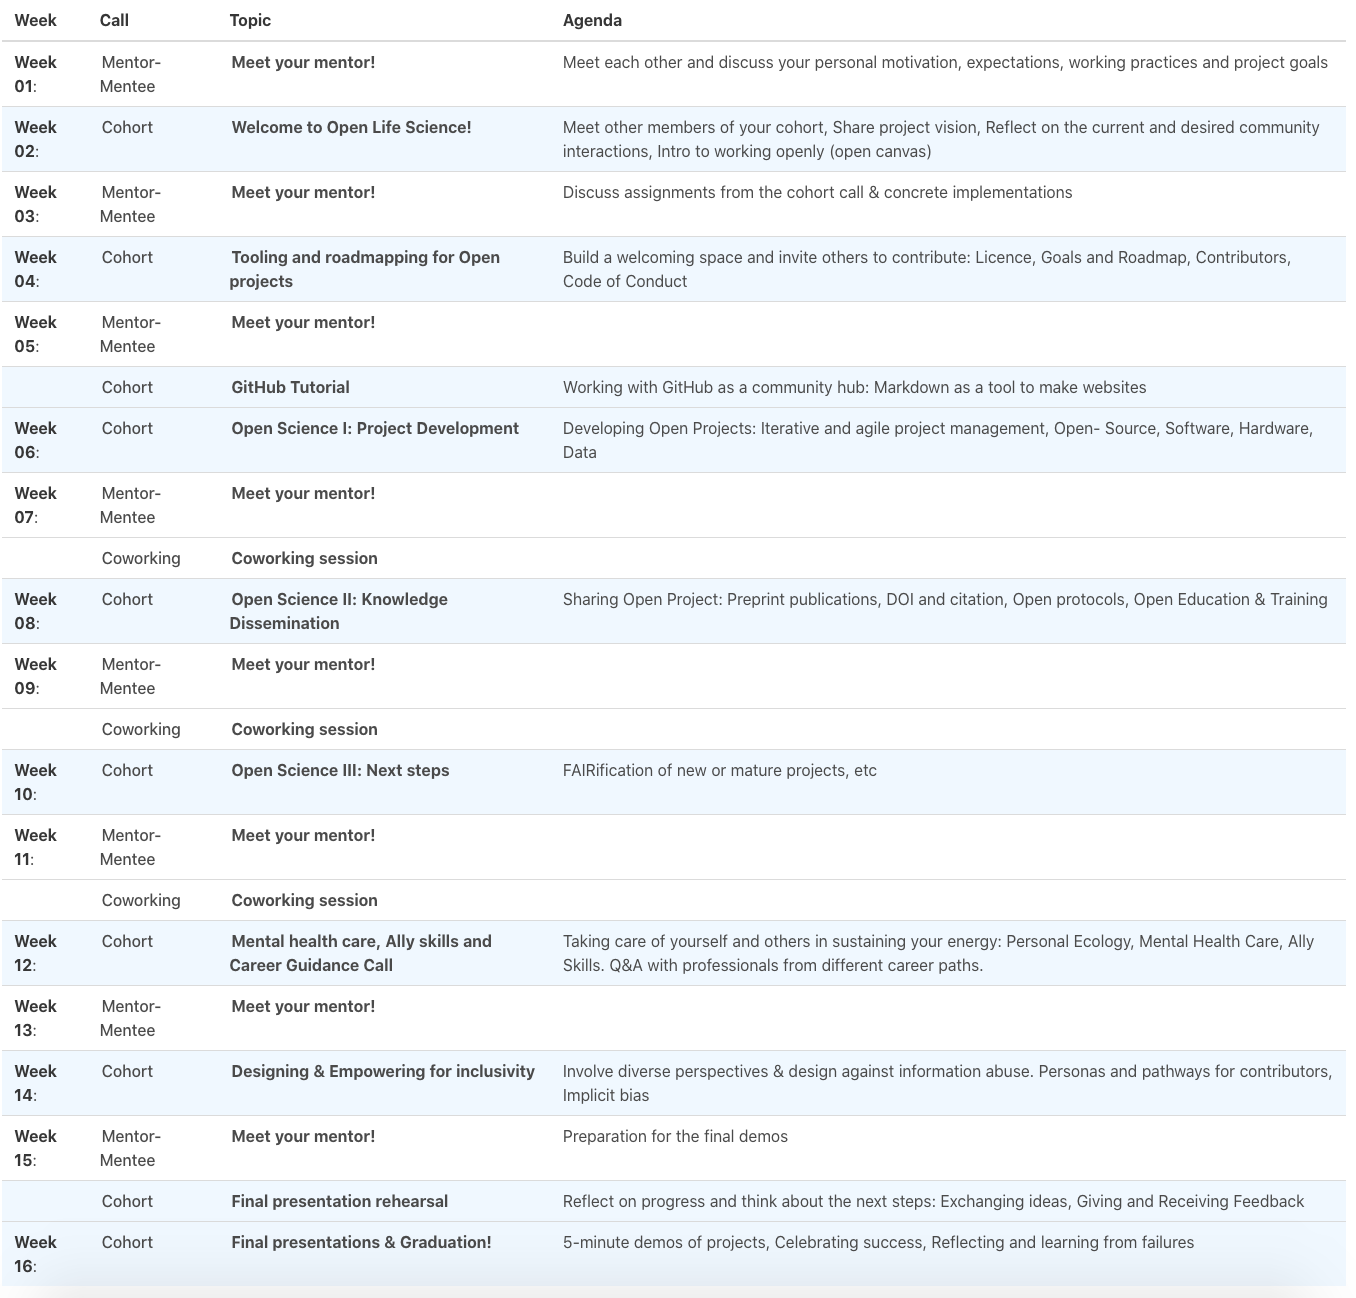 Week Call Topic Agenda
Week Mentor- Meet your mentor! Meet each other and discuss your personal motivation, expectations, working practices and project goals
01: Mentee
Week Cohort Welcome to Open Life Science! Meet other members of your cohort, Share project vision, Reflect on the current and desired community
02: interactions, Intro to working openly (open canvas)
Week Mentor- Meet your mentor! Discuss assignments from the cohort call & concrete implementations
03: Mentee
Week Cohort Tooling and roadmapping for Open Build a welcoming space and invite others to contribute: Licence, Goals and Roadmap, Contributors,
04: projects Code of Conduct
Week Mentor- Meet your mentor!
05: Mentee
Cohort GitHub Tutorial Working with GitHub as a community hub: Markdown as a tool to make websites
Week Cohort Open Science I: Project Development Developing Open Projects: Iterative and agile project management, Open- Source, Software, Hardware,
06: Data
Week Mentor- Meet your mentor!
07: Mentee
Coworking Coworking session
Week Cohort Open Science II: Knowledge Sharing Open Project: Preprint publications, DOI and citation, Open protocols, Open Education & Training
08: Dissemination
Week Mentor- Meet your mentor!
09: Mentee
Coworking Coworking session
Week Cohort Open Science III: Next steps FAIRification of new or mature projects, etc
10:
Week Mentor- Meet your mentor!
11: Mentee
Coworking Coworking session
Week Cohort Mental health care, Ally skills and Taking care of yourself and others in sustaining your energy: Personal Ecology, Mental Health Care, Ally
12: Career Guidance Call Skills. Q&A with professionals from different career paths.
Week Mentor- Meet your mentor!
13: Mentee
Week Cohort Designing & Empowering for inclusivity Involve diverse perspectives & design against information abuse. Personas and pathways for contributors,
14: Implicit bias
Week Mentor- Meet your mentor! Preparation for the final demos
15: Mentee
Cohort Final presentation rehearsal Reflect on progress and think about the next steps: Exchanging ideas, Giving and Receiving Feedback
Week Cohort Final presentations & Graduation! 5-minute demos of projects, Celebrating success, Reflecting and learning from failures
16: